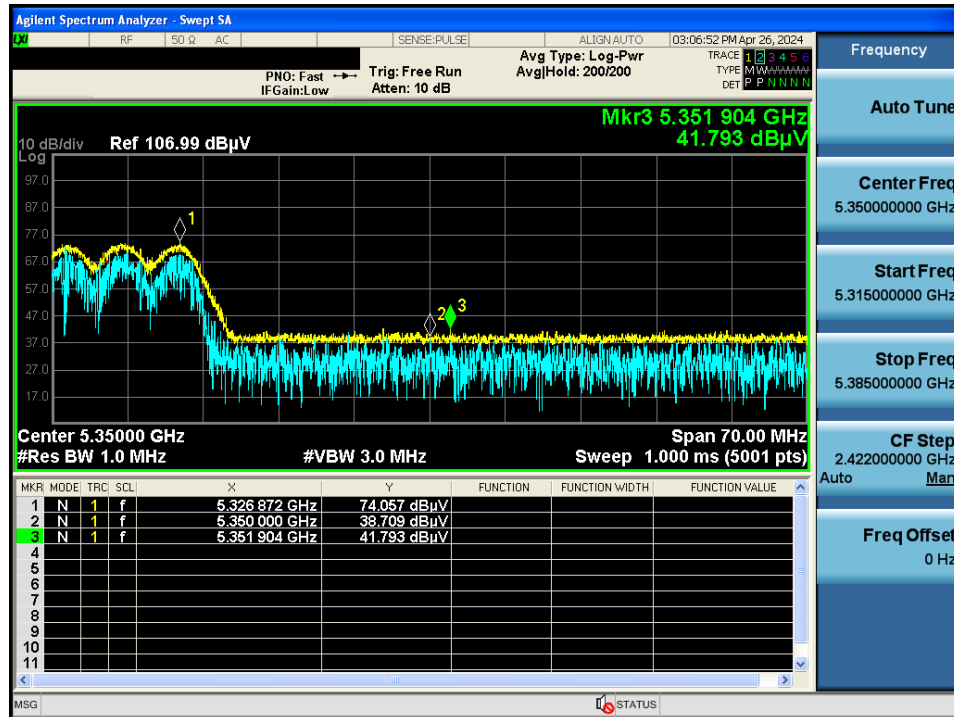 Agilent Spectrum Analyzer - Swept SA
LXI RF 50 Ω AC SENSE:PULSE ALIGN AUTO 03:06:52 PM Apr 26, 2024
PNO: Fast Trig: Free Run Avg Type: Log-Pwr TRACE 1 2 3 4 5 6
IFGain:Low Atten: 10 dB Avg|Hold: 200/200 TYPE M W
DET P P N N N N
Mkr3 5.351 904 GHz
41.793 dBµV
10 dB/div Ref 106.99 dBµV
Log
97.0
87.0
77.0
67.0
57.0
47.0
37.0
27.0
17.0
1
2
3
Center 5.35000 GHz Span 70.00 MHz
#Res BW 1.0 MHz #VBW 3.0 MHz Sweep 1.000 ms (5001 pts)
MKR MODE TRC SCL X Y FUNCTION FUNCTION WIDTH FUNCTION VALUE
1 N 1 f 5.326 872 GHz 74.057 dBµV
2 N 1 f 5.350 000 GHz 38.709 dBµV
3 N 1 f 5.351 904 GHz 41.793 dBµV
4
5
6
7
8
9
10
11
MSG STATUS
Frequency
Auto Tune
Center Freq
5.350000000 GHz
Start Freq
5.315000000 GHz
Stop Freq
5.385000000 GHz
CF Step
2.422000000 GHz
Auto Man
Freq Offset
0 Hz